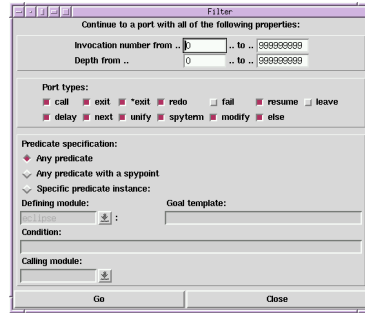 Filter
Continue to a port with all of the following properties:
Invocation number from .. 0 .. to .. 999999999
Depth from .. 0 .. to .. 999999999
Port types:
call exit *exit redo fail resume leave
delay next unify spyterm modify else
Predicate specification:
Any predicate
Any predicate with a spypoint
Specific predicate instance:
Defining module: Goal template:
eclipse :
Condition:
Calling module:
Go Close